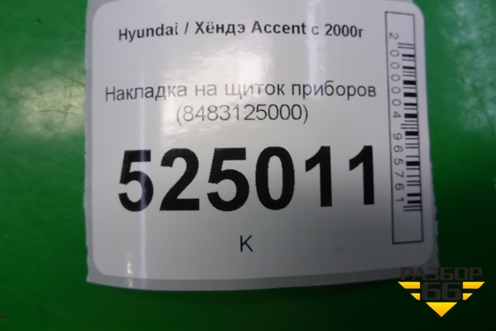 Hyundai / Хёндэ Accent с 2000г
Накладка на щиток приборов
(8483125000)
525011
К
2000004965761
РАЗБОР
66